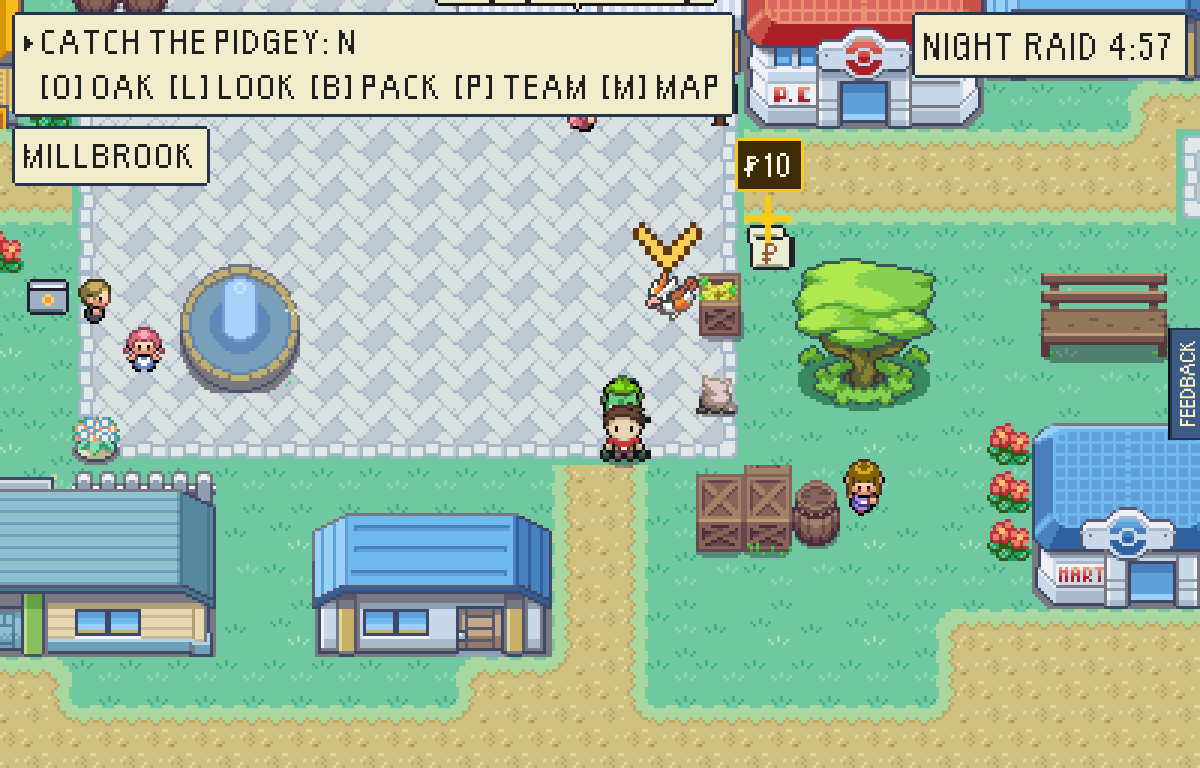 ▸CATCH THE PIDGEY: N
[O] OAK [L] LOOK [B] PACK [P] TEAM [M] MAP
NIGHT RAID 4:57
MILLBROOK
P.C
₽10
₽
FEEDBACK
MART